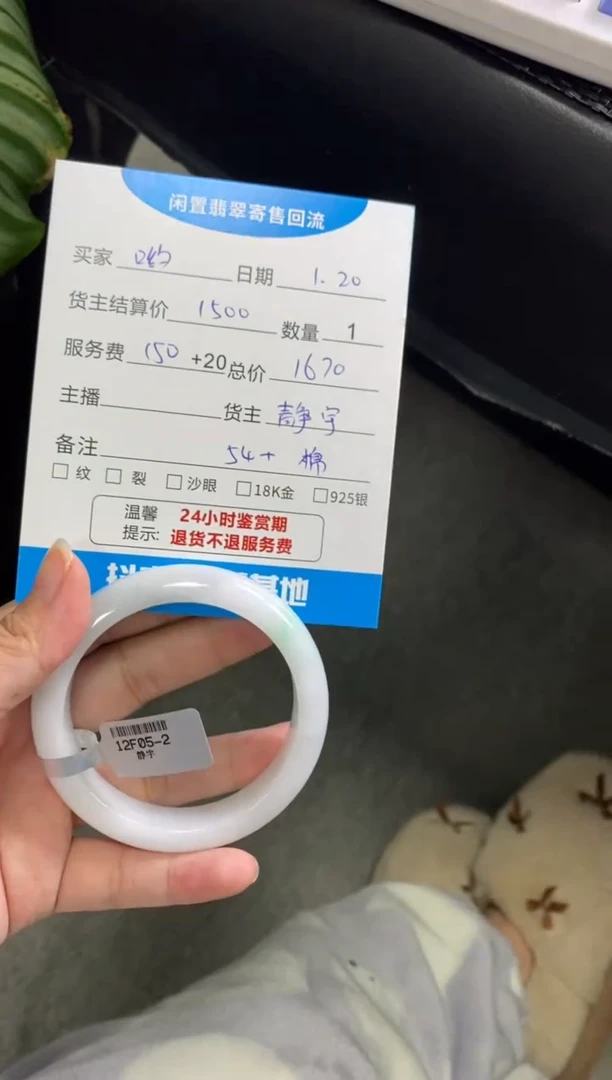 闲置翡翠寄售回流
买家 日期 1.20
货主结算价 1500 数量 1
服务费 150 +20 总价 1670
主播 货主 静宇
备注 54+ 棉
□ 纹 □ 裂 □ 沙眼 □ 18K金 □ 925银
温馨提示: 24小时鉴赏期
退货不退服务费
基地
12F05-2
静宇